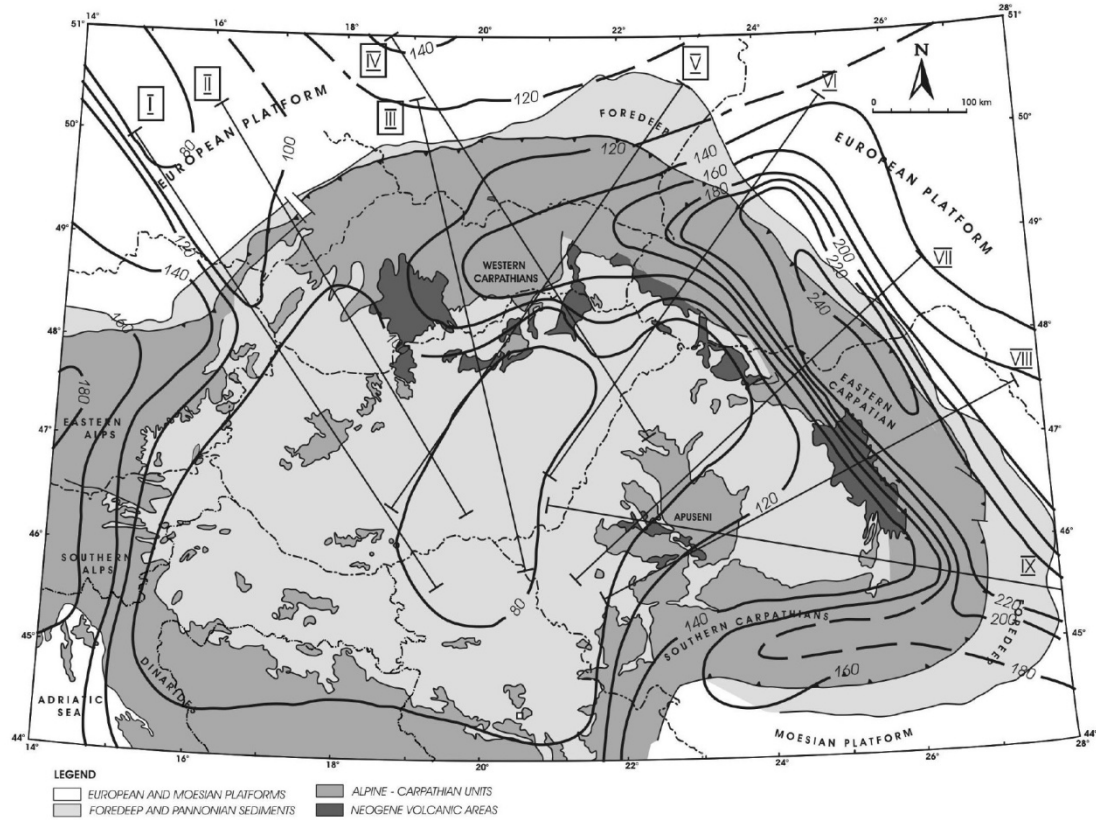 14° 16° 18° 20° 22° 24° 26° 28°
51° 51°
I II IV III V VI
140 120 N
0 100 km
80 EUROPEAN PLATFORM 100
FOREDEEP
50° 50°
120 140 160 180
EUROPEAN PLATFORM
49° 49°
120 140 160
200 220 240
VII
WESTERN CARPATHIANS
48° 48°
VIII
180
EASTERN ALPS
EASTERN CARPATIAN
47° 47°
120
APUSENI
46° 46°
SOUTHERN ALPS
IX
80
140
SOUTHERN CARPATHIANS
220 200
FOREDEEP
45° 45°
160 180
DINARIDES
ADRIATIC SEA
MOESIAN PLATFORM
44° 44°
14° 16° 18° 20° 22° 24° 26° 28°
LEGEND
EUROPEAN AND MOESIAN PLATFORMS
FOREDEEP AND PANNONIAN SEDIMENTS
ALPINE - CARPATHIAN UNITS
NEOGENE VOLCANIC AREAS